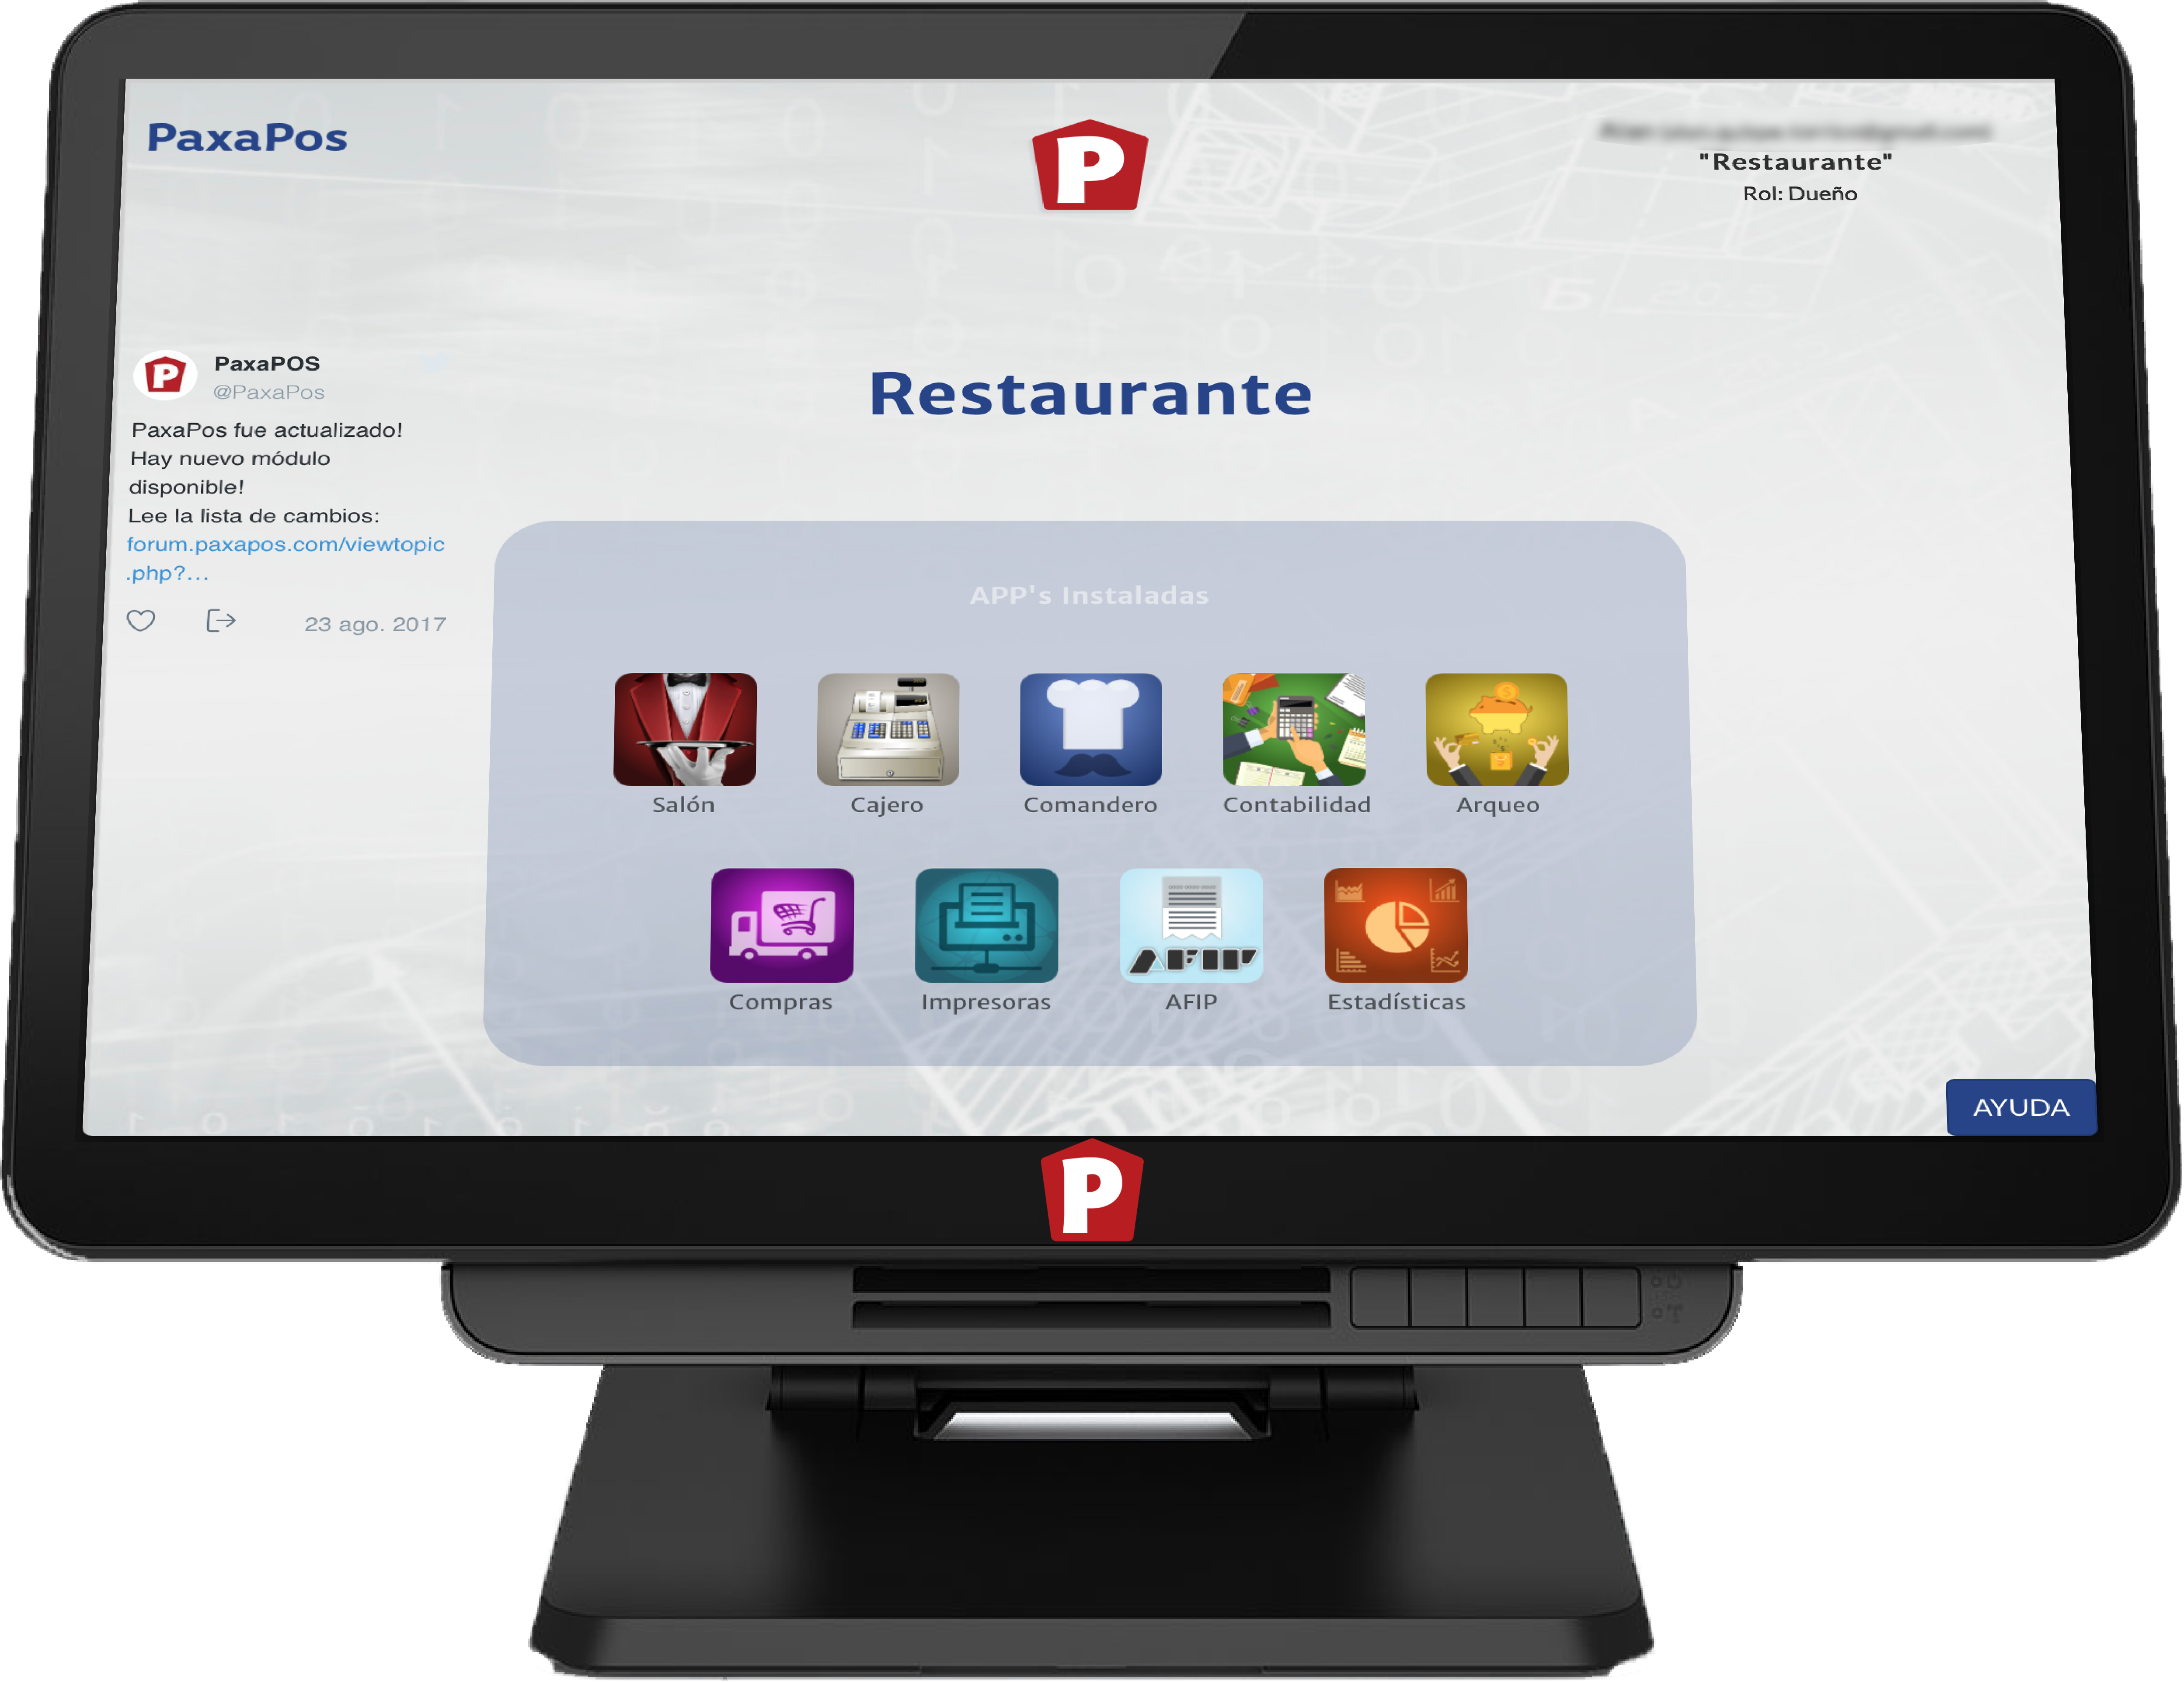 PaxaPos
P
"Restaurante"
Rol: Dueño
P
PaxaPOS
@PaxaPos
PaxaPos fue actualizado!
Hay nuevo módulo
disponible!
Lee la lista de cambios:
forum.paxapos.com/viewtopic
.php?...
23 ago. 2017
Restaurante
APP's Instaladas
Salón
Cajero
Comandero
Contabilidad
Arqueo
AFIP
Compras
Impresoras
AFIP
Estadísticas
AYUDA
P